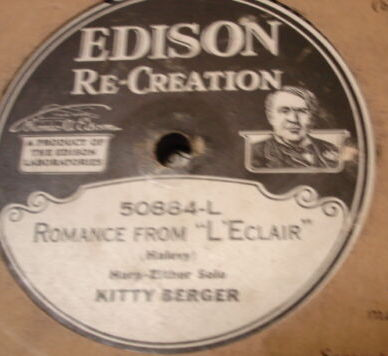 EDISON
RE-CREATION
A PRODUCT OF
THE EDISON
LABORATORIES
50884-L
ROMANCE FROM "L'ECLAIR"
(Halevy)
Harp-Zither Solo
KITTY BERGER